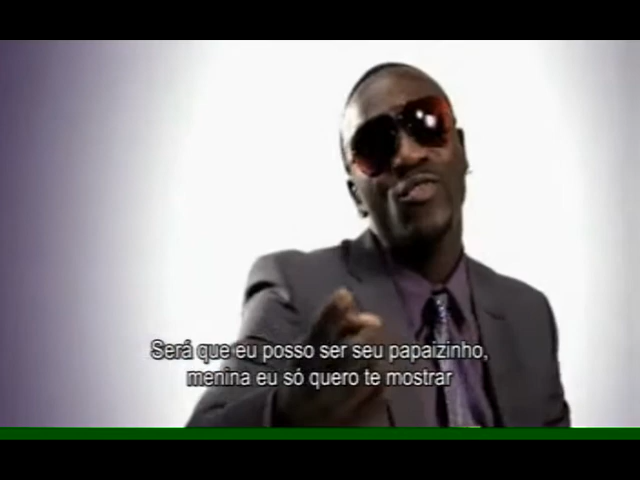 Será que eu posso ser seu papaizinho,
menina eu só quero te mostrar